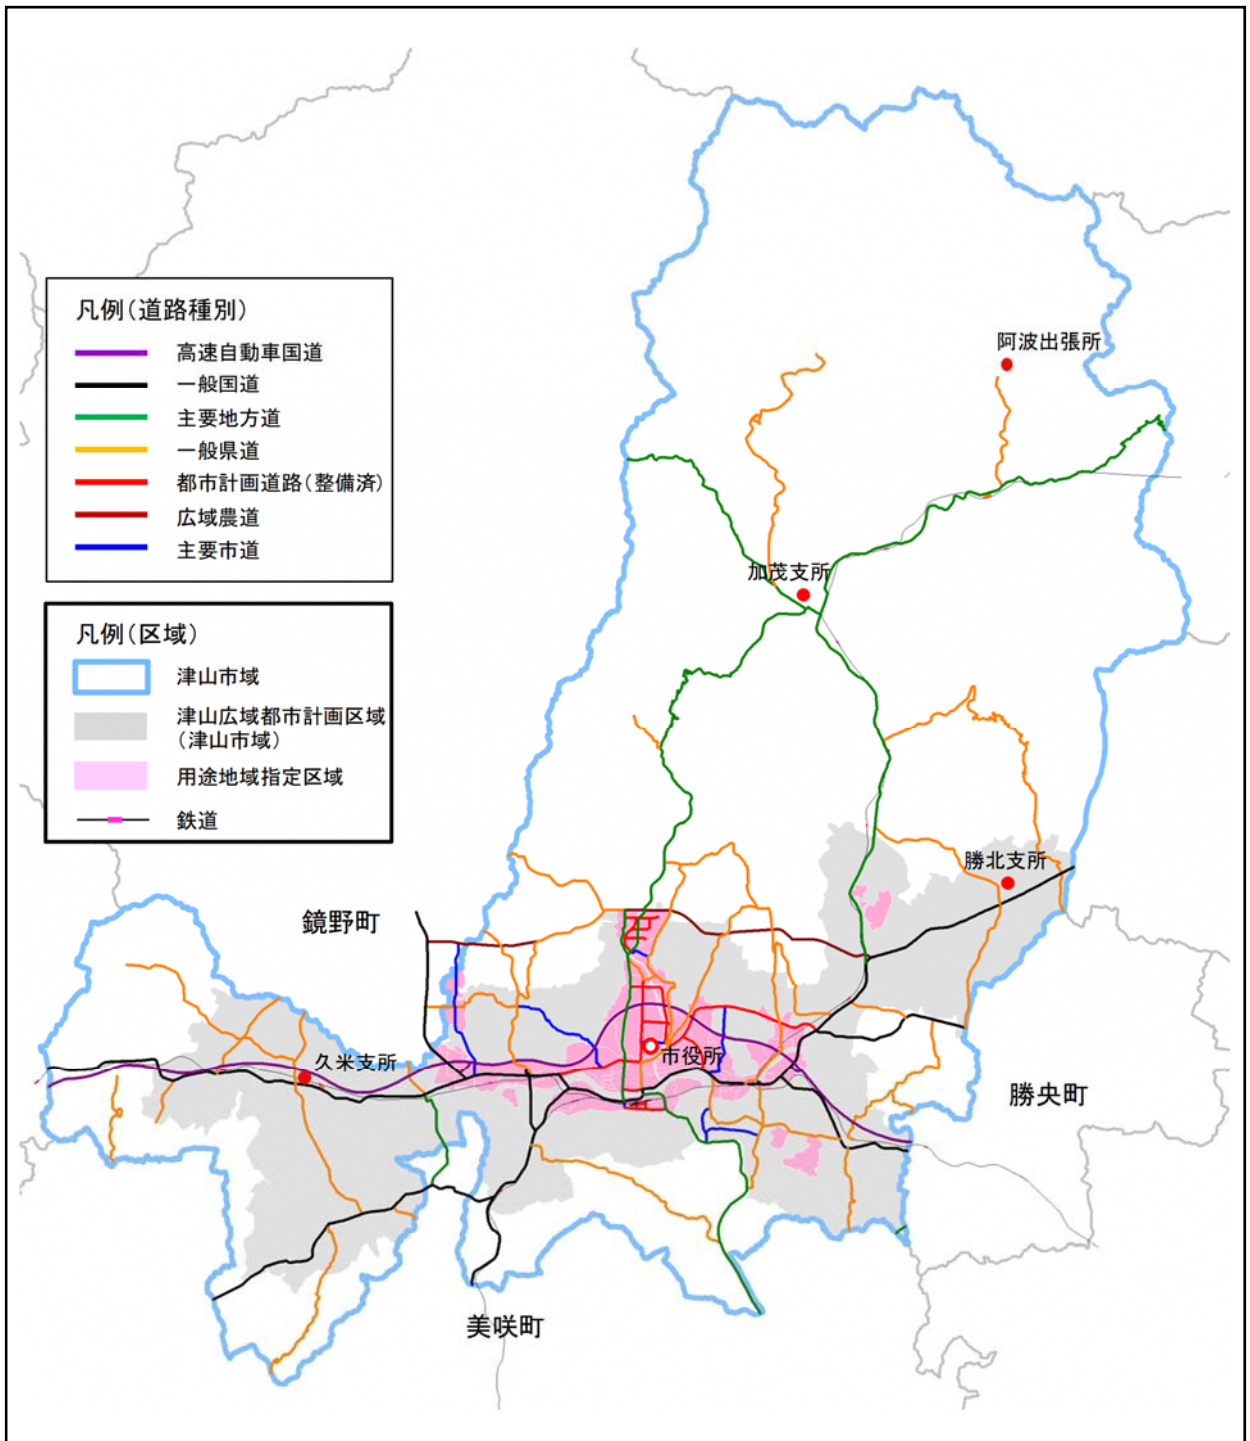 阿波出張所
凡例(道路種別)
高速自動車国道
一般国道
主要地方道
一般県道
都市計画道路(整備済)
広域農道
主要市道
加茂支所
凡例(区域)
津山市域
津山広域都市計画区域
(津山市域)
用途地域指定区域
鉄道
勝北支所
鏡野町
市役所
久米支所
勝央町
美咲町